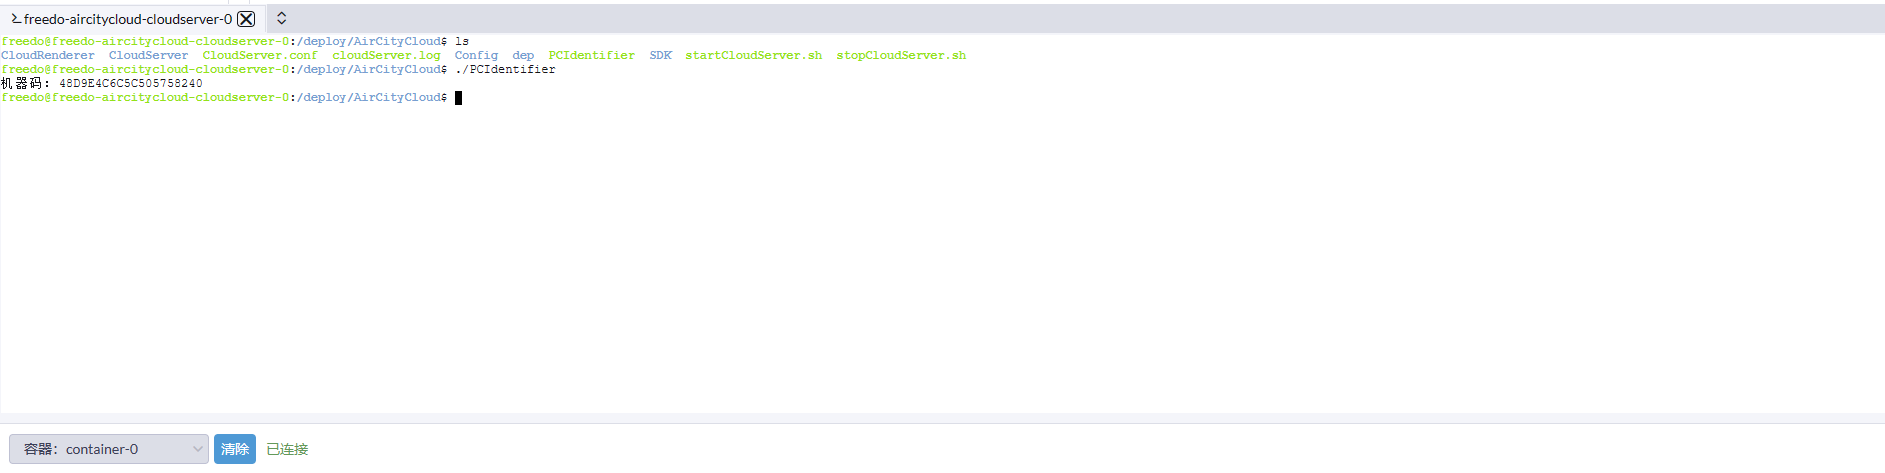 freedo-aircitycloud-cloudserver-0
freedo@freedo-aircitycloud-cloudserver-0:/deploy/AirCityCloud$ ls
CloudRenderer CloudServer CloudServer.conf cloudServer.log Config dep PCIdentifier SDK startCloudServer.sh stopCloudServer.sh
freedo@freedo-aircitycloud-cloudserver-0:/deploy/AirCityCloud$ ./PCIdentifier
机器码: 48D9E4C6C5C505758240
freedo@freedo-aircitycloud-cloudserver-0:/deploy/AirCityCloud$
容器: container-0 清除 已连接